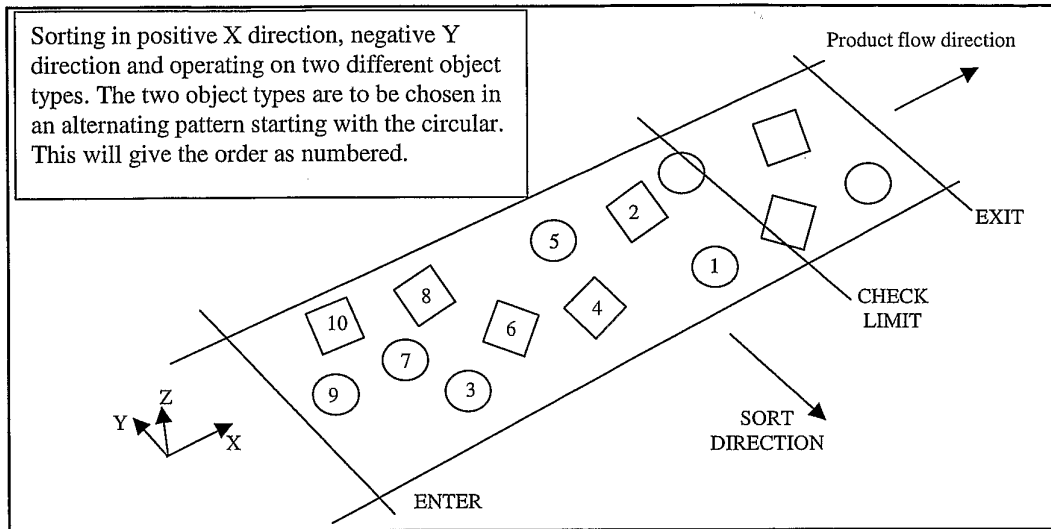 Sorting in positive X direction, negative Y
direction and operating on two different object
types. The two object types are to be chosen in
an alternating pattern starting with the circular.
This will give the order as numbered.
Product flow direction
EXIT
CHECK
LIMIT
SORT
DIRECTION
ENTER
2
5
1
8
4
10
6
7
9
3
Z
Y
X